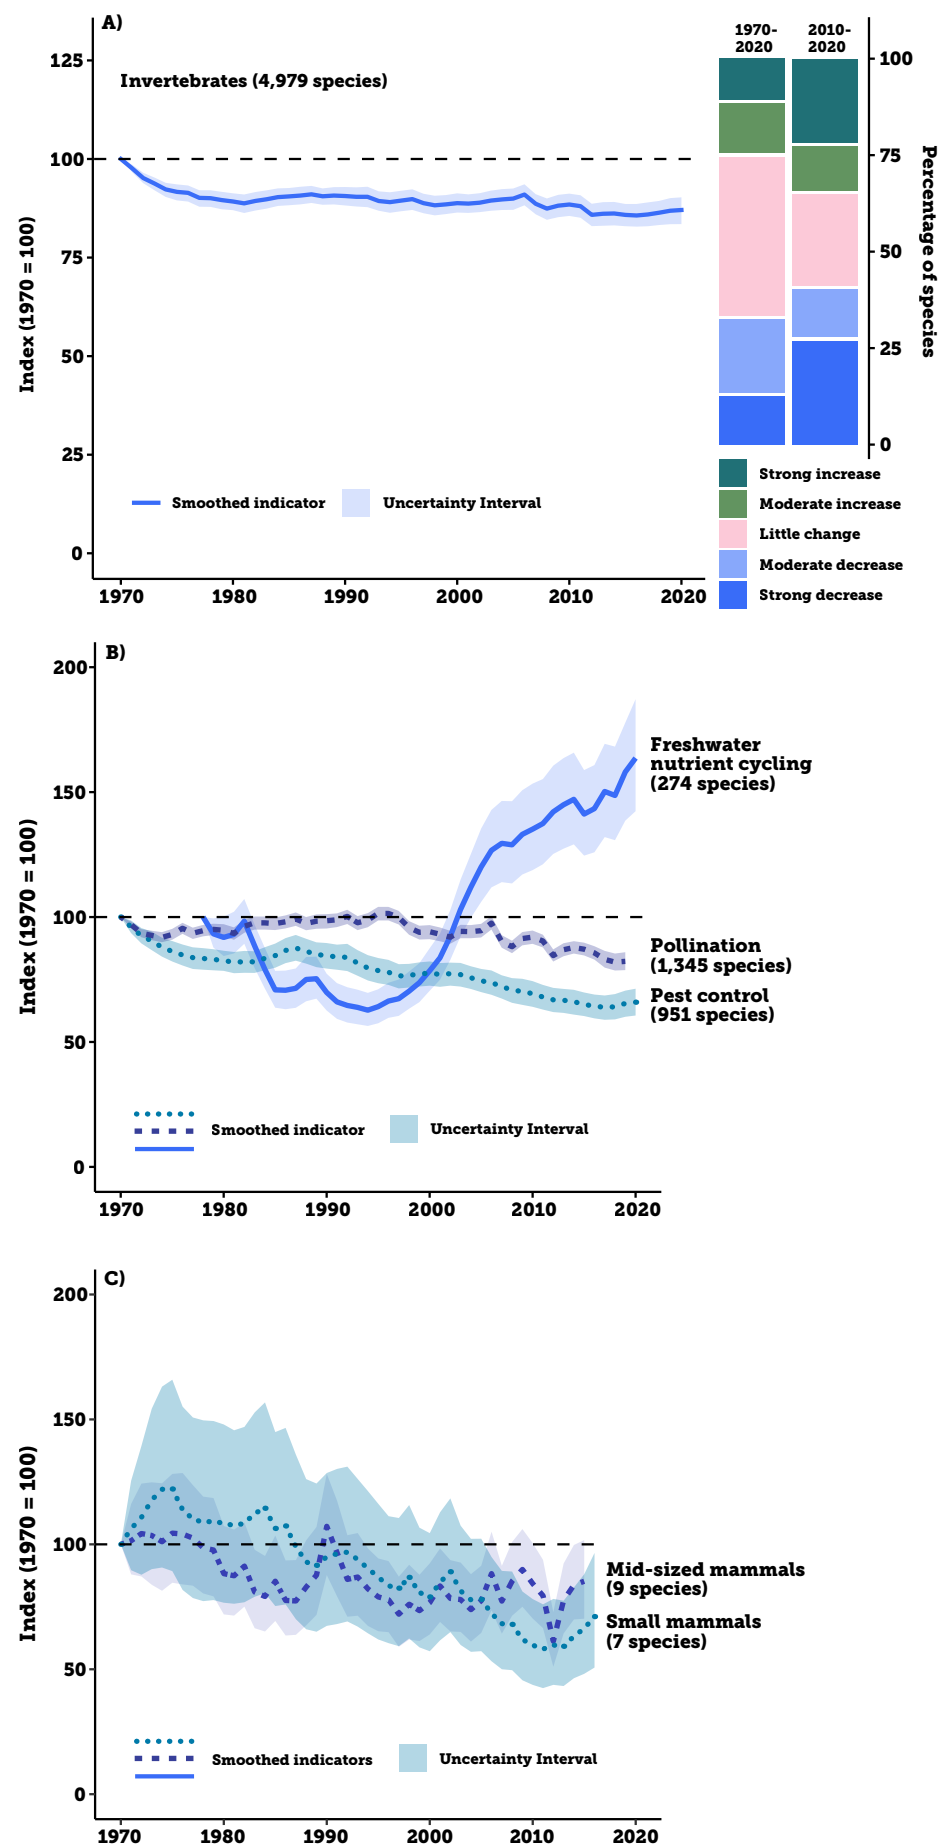 A)
Invertebrates (4,979 species)
Index (1970 = 100)
125
100
75
50
25
0
1970 1980 1990 2000 2010 2020
Smoothed indicator
Uncertainty Interval
1970-
2020
2010-
2020
100
75
50
25
0
Percentage of species
Strong increase
Moderate increase
Little change
Moderate decrease
Strong decrease
B)
Index (1970 = 100)
200
150
100
50
0
1970 1980 1990 2000 2010 2020
Freshwater
nutrient cycling
(274 species)
Pollination
(1,345 species)
Pest control
(951 species)
Smoothed indicator
Uncertainty Interval
C)
Index (1970 = 100)
200
150
100
50
0
1970 1980 1990 2000 2010 2020
Mid-sized mammals
(9 species)
Small mammals
(7 species)
Smoothed indicators
Uncertainty Interval